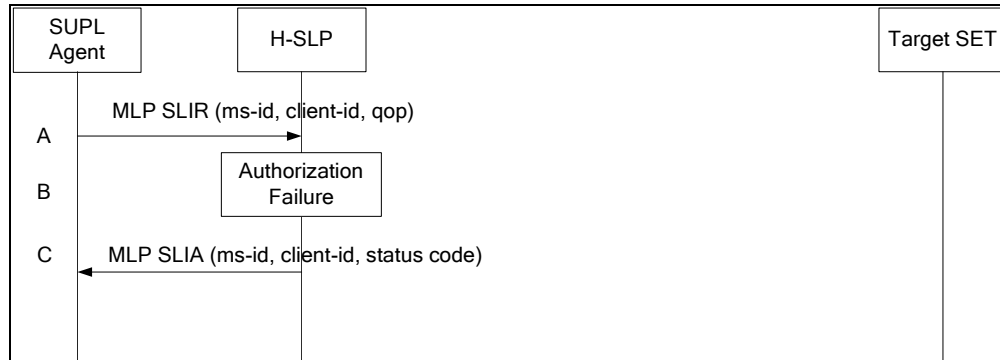 SUPL
Agent
H-SLP
Target SET
MLP SLIR (ms-id, client-id, qop)
A
Authorization
Failure
B
C
MLP SLIA (ms-id, client-id, status code)